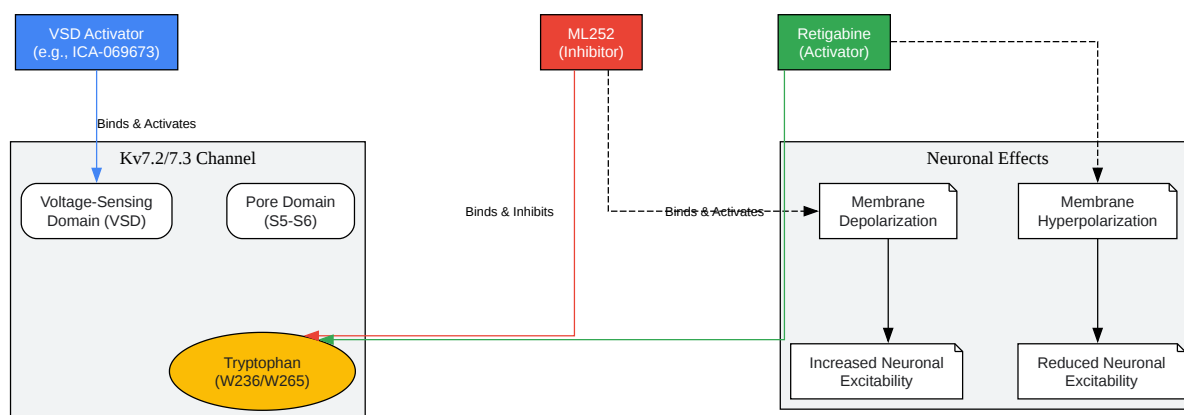 VSD Activator
(e.g., ICA-069673)
ML252
(Inhibitor)
Retigabine
(Activator)
Binds & Activates
Kv7.2/7.3 Channel
Neuronal Effects
Voltage-Sensing
Domain (VSD)
Pore Domain
(S5-S6)
Binds & Inhibits
Binds & Activates
Membrane
Depolarization
Membrane
Hyperpolarization
Tryptophan
(W236/W265)
Increased Neuronal
Excitability
Reduced Neuronal
Excitability